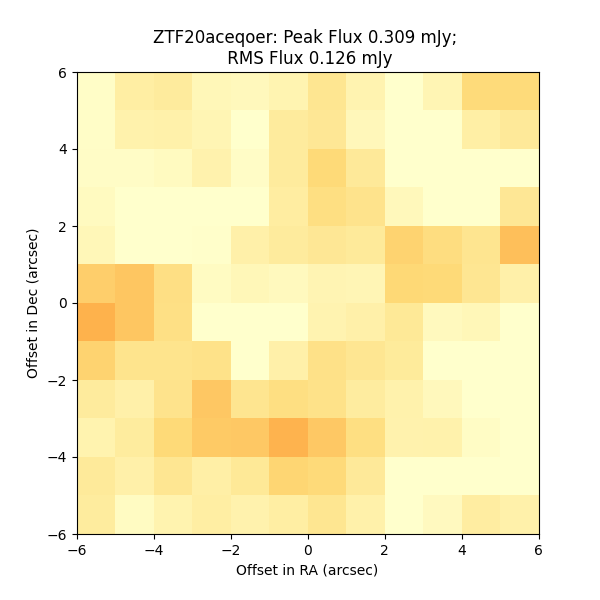 ZTF20aceqoer: Peak Flux 0.309 mJy;
RMS Flux 0.126 mJy
6
4
2
0
−2
−4
−6
Offset in Dec (arcsec)
−6 −4 −2 0 2 4 6
Offset in RA (arcsec)